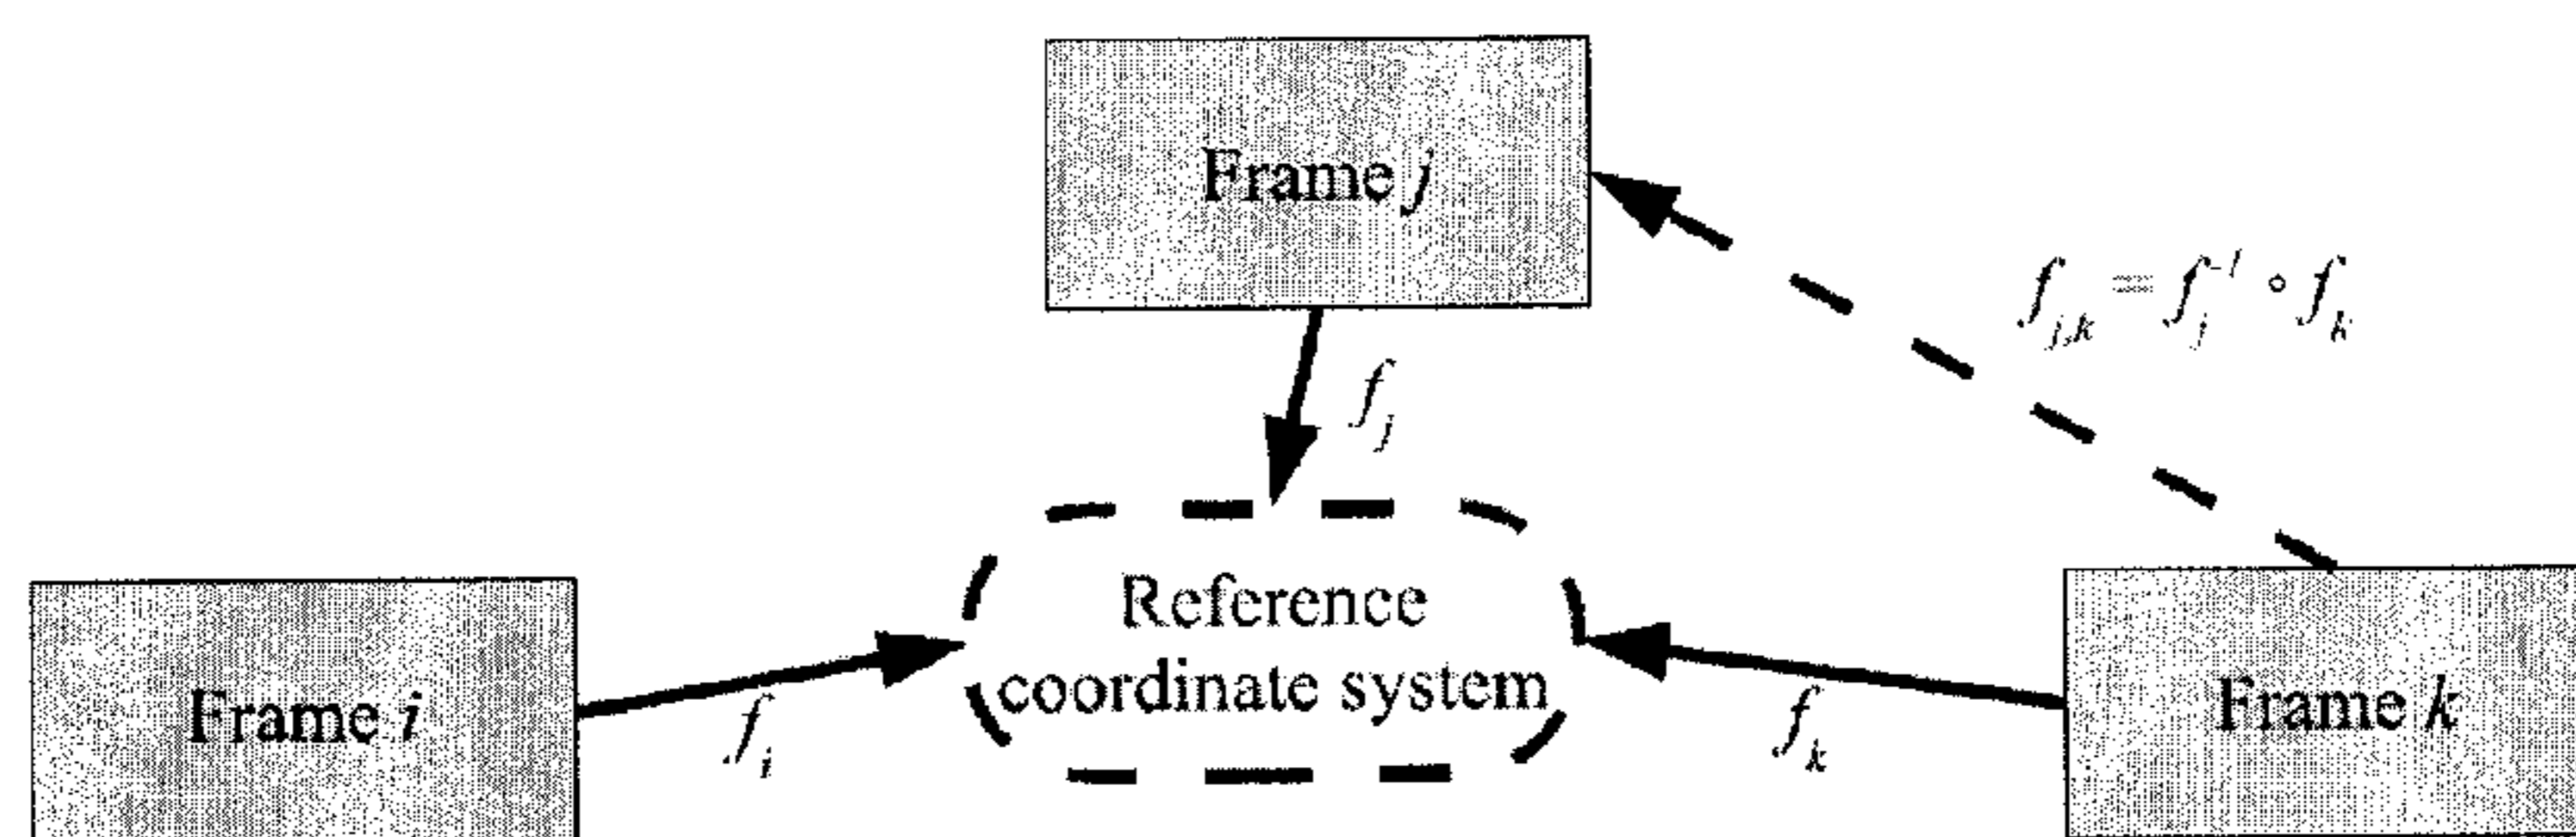 Frame j
f_{j,k} = f_j^{-1} ∘ f_k
f_j
Reference
coordinate system
Frame i
f_i
f_k
Frame k